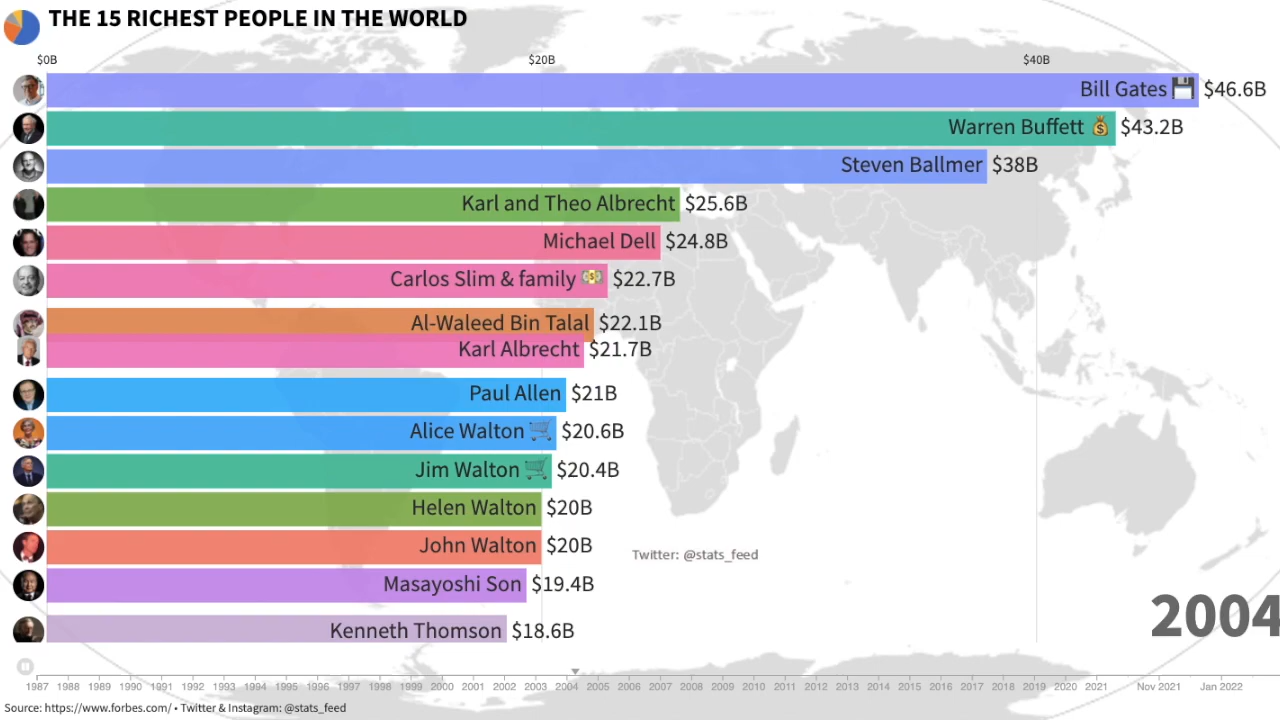 THE 15 RICHEST PEOPLE IN THE WORLD
$0B $20B $40B
Bill Gates 💾 $46.6B
Warren Buffett 💰 $43.2B
Steven Ballmer $38B
Karl and Theo Albrecht $25.6B
Michael Dell $24.8B
Carlos Slim & family 💵 $22.7B
Al-Waleed Bin Talal $22.1B
Karl Albrecht $21.7B
Paul Allen $21B
Alice Walton 🛒 $20.6B
Jim Walton 🛒 $20.4B
Helen Walton $20B
John Walton $20B
Twitter: @stats_feed
Masayoshi Son $19.4B
2004
Kenneth Thomson $18.6B
1987 1988 1989 1990 1991 1992 1993 1994 1995 1996 1997 1998 1999 2000 2002 2003 2004 2005 2006 2007 2008 2009 2010 2011 2012 2013 2014 2015 2016 2017 2018 2019 2020 2021 Nov 2021 Jan 2022
Source: https://www.forbes.com/ • Twitter & Instagram: @stats_feed